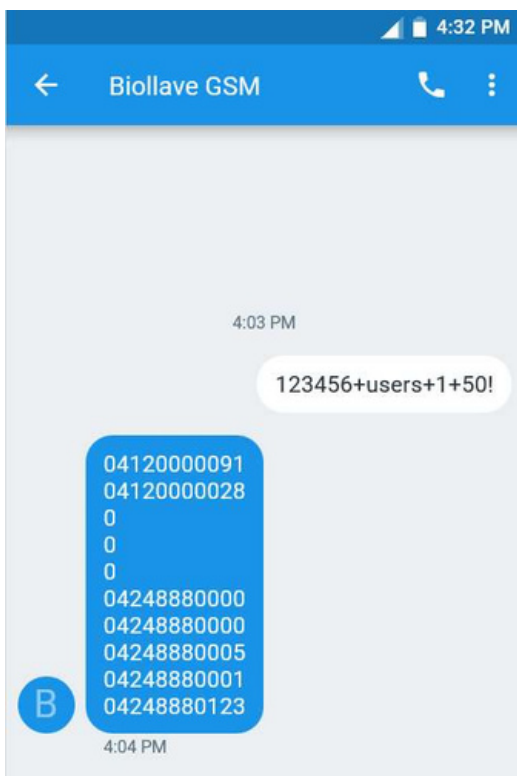 4:32 PM
Biollave GSM
4:03 PM
123456+users+1+50!
04120000091
04120000028
0
0
0
04248880000
04248880000
04248880005
04248880001
04248880123
B
4:04 PM